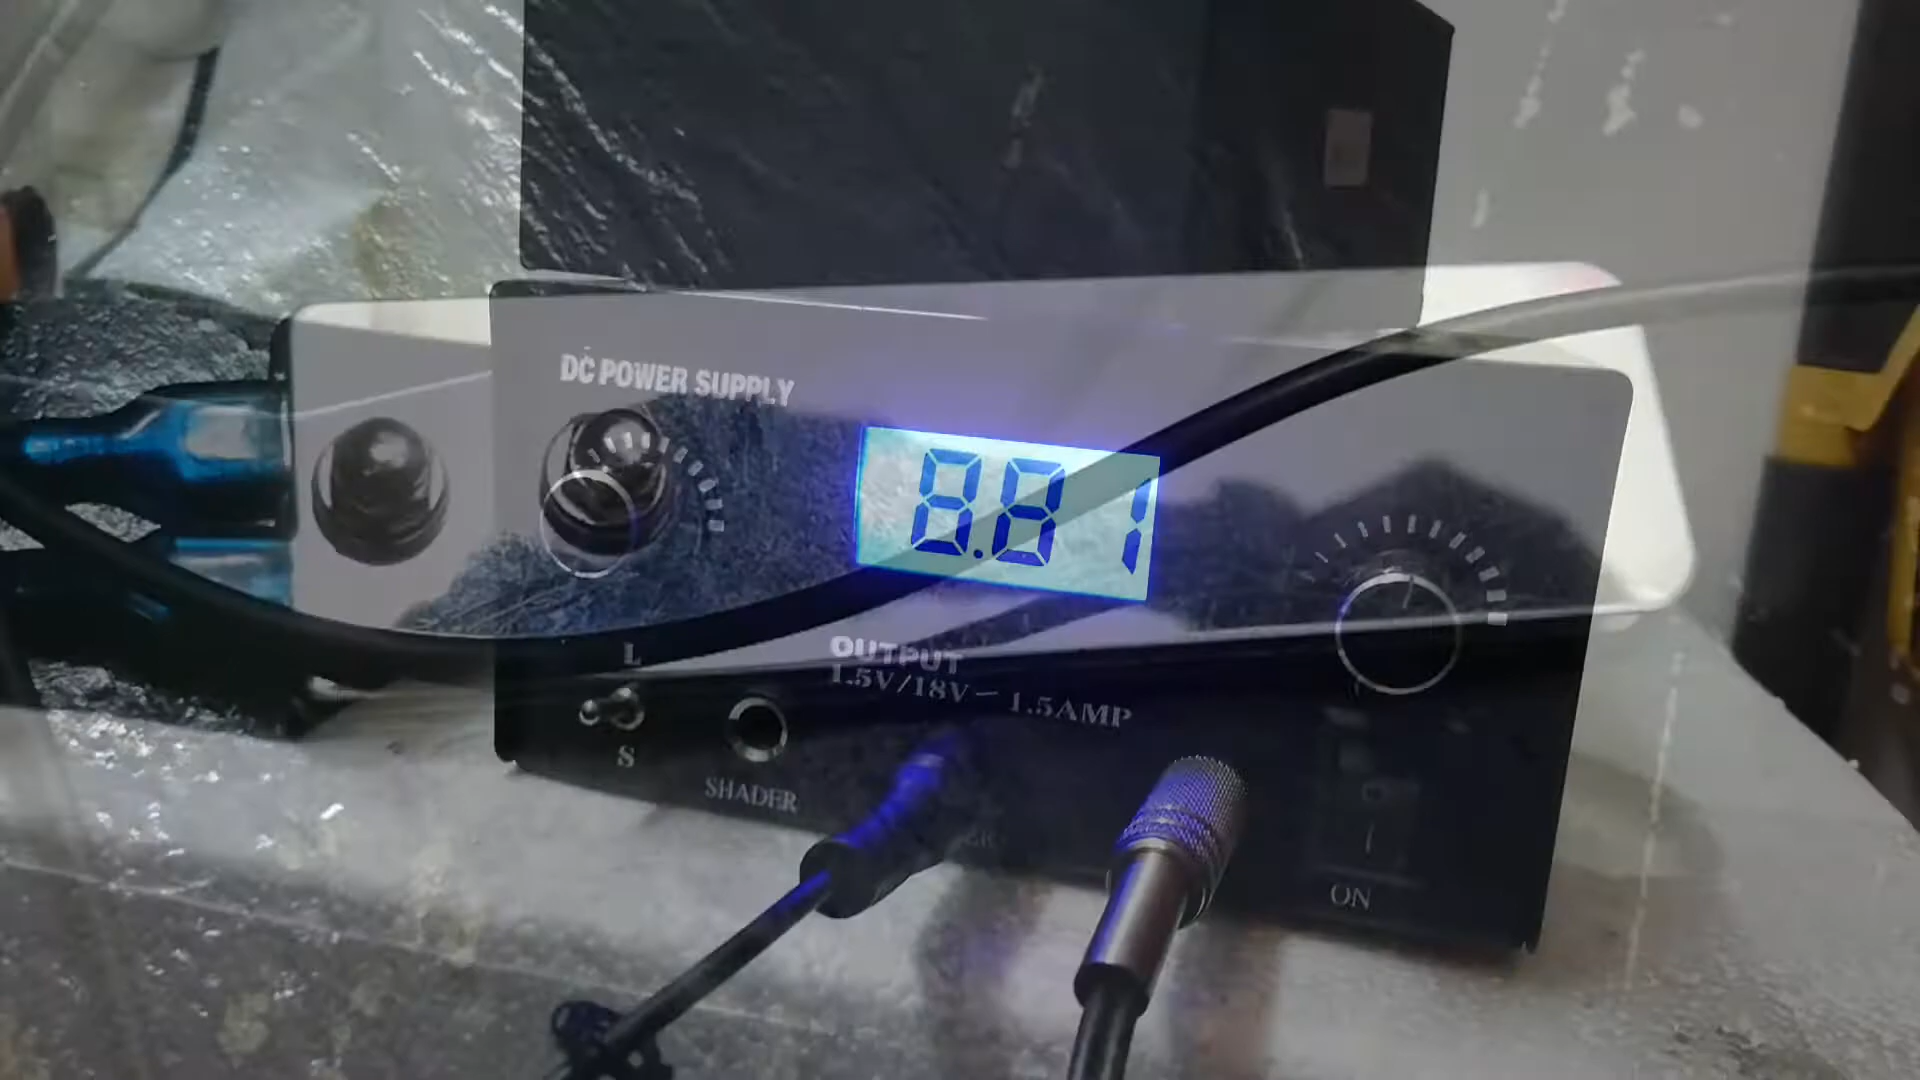 DC POWER SUPPLY
8.81
OUTPUT
1.5V/18V - 1.5AMP
L
S
SHADER
ON